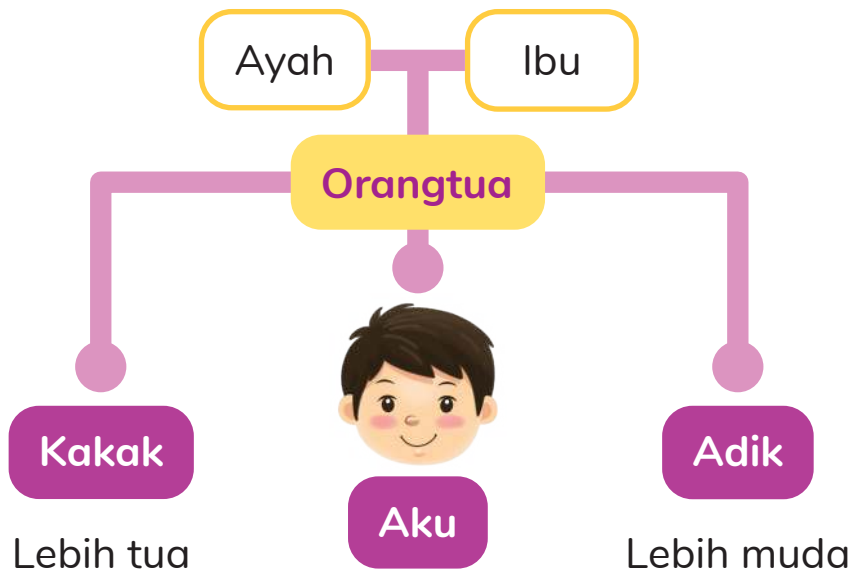 Ayah
Ibu
Orangtua
Kakak
Aku
Adik
Lebih tua
Lebih muda